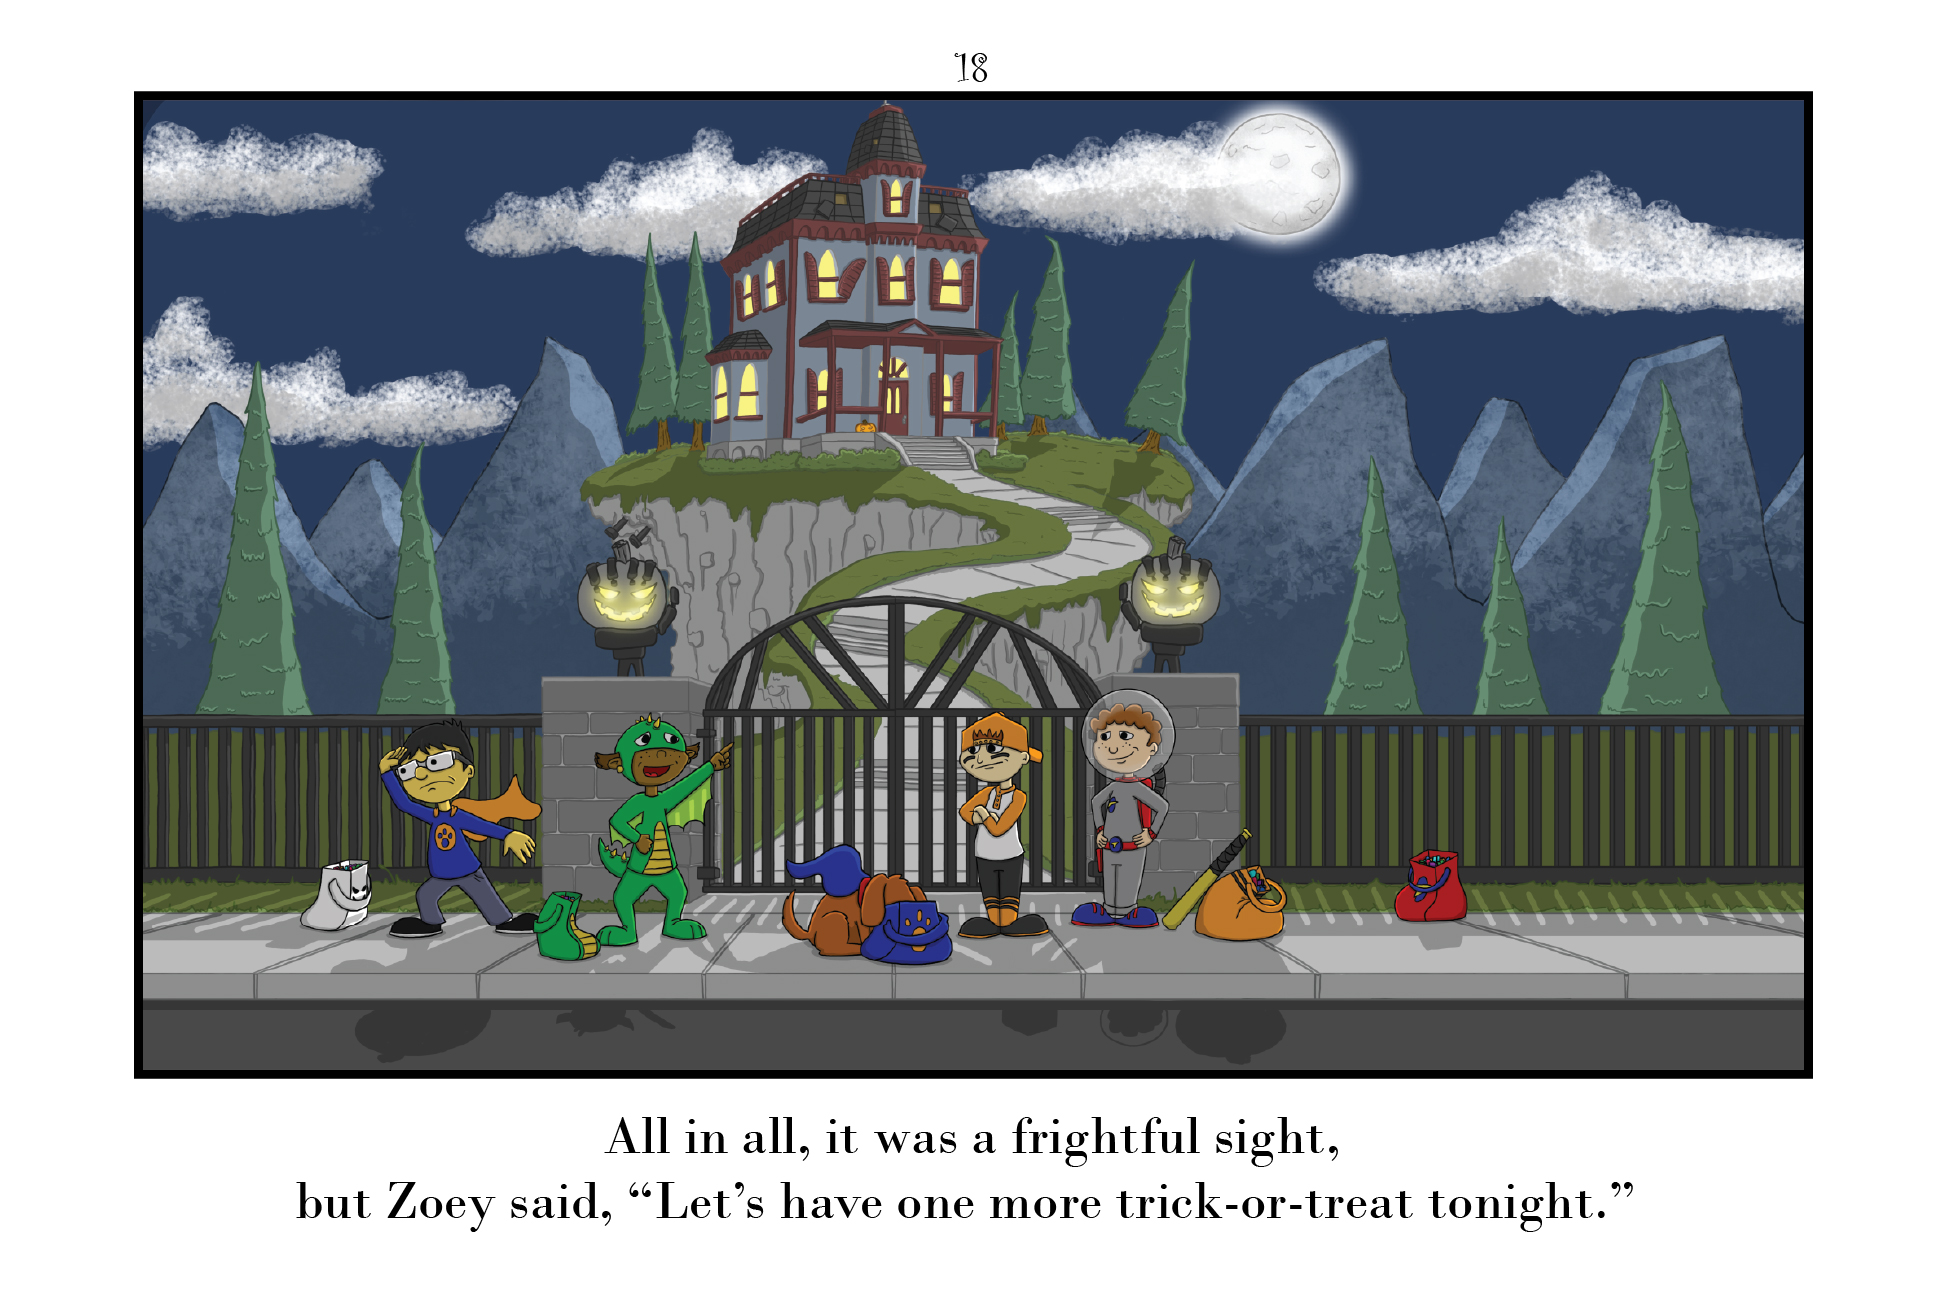 18
All in all, it was a frightful sight,
but Zoey said, “Let’s have one more trick-or-treat tonight.”